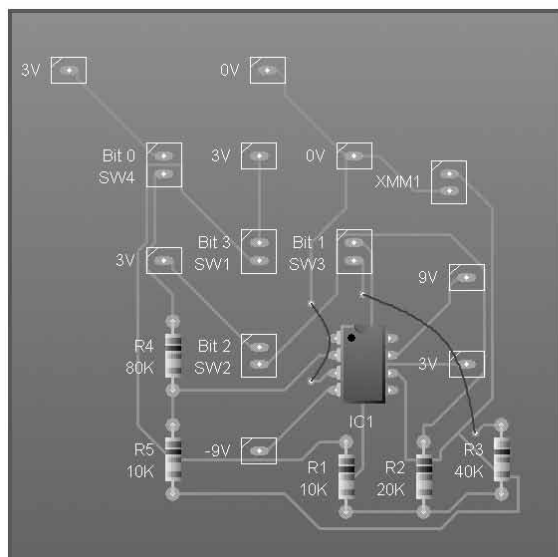 3V
0V
Bit 0
SW4
3V
0V
XMM1
Bit 3
SW1
Bit 1
SW3
3V
9V
R4
80K
Bit 2
SW2
3V
IC1
R5
10K
-9V
R1
10K
R2
20K
R3
40K